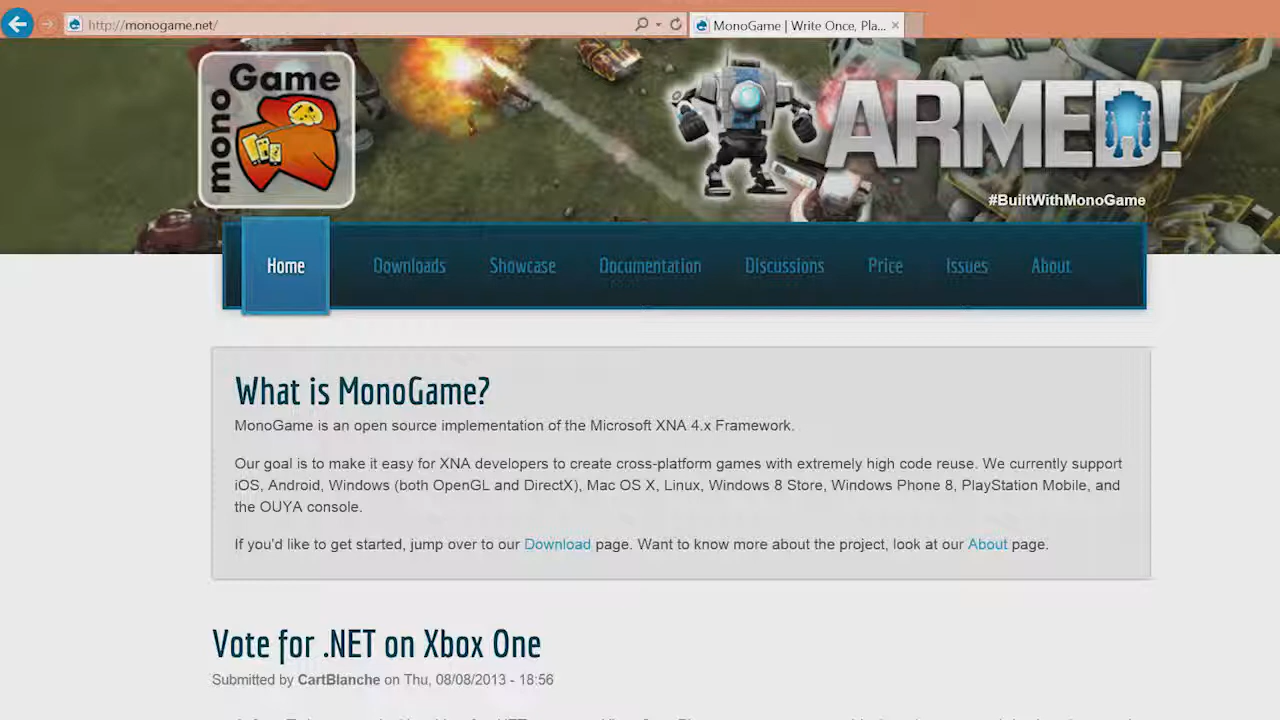 http://monogame.net/
MonoGame | Write Once, Pla...
mono Game
ARMED!
#BuiltWithMonoGame
Home Downloads Showcase Documentation Discussions Price Issues About
What is MonoGame?
MonoGame is an open source implementation of the Microsoft XNA 4.x Framework.
Our goal is to make it easy for XNA developers to create cross-platform games with extremely high code reuse. We currently support
iOS, Android, Windows (both OpenGL and DirectX), Mac OS X, Linux, Windows 8 Store, Windows Phone 8, PlayStation Mobile, and
the OUYA console.
If you'd like to get started, jump over to our Download page. Want to know more about the project, look at our About page.
Vote for .NET on Xbox One
Submitted by CartBlanche on Thu, 08/08/2013 - 18:56